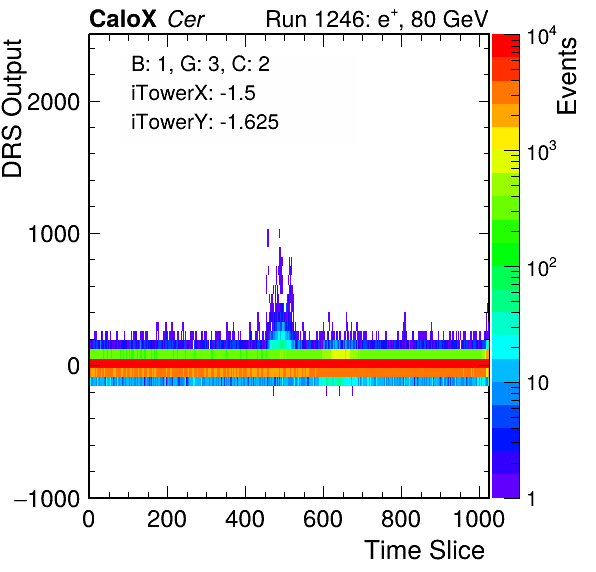 CaloX Cer Run 1246: e⁺, 80 GeV
B: 1, G: 3, C: 2
iTowerX: -1.5
iTowerY: -1.625
DRS Output
2000
1000
0
−1000
0 200 400 600 800 1000
Time Slice
Events
10⁴
10³
10²
10
1